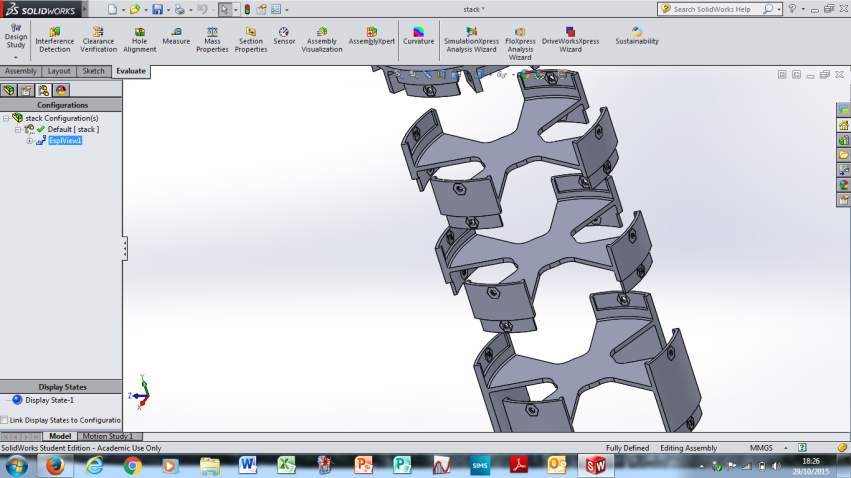 SOLIDWORKS
stack *
Search SolidWorks Help
Design Study
Interference Detection
Clearance Verification
Hole Alignment
Measure
Mass Properties
Section Properties
Sensor
Assembly Visualization
AssemblyXpert
Curvature
SimulationXpress Analysis Wizard
FloXpress Analysis Wizard
DriveWorksXpress Wizard
Sustainability
Assembly Layout Sketch Evaluate
Configurations
stack Configuration(s)
Default [ stack ]
ExplView1
Display States
Display State-1
Link Display States to Configuratio
Y
Z
X
Model Motion Study 1
SolidWorks Student Edition - Academic Use Only
Fully Defined Editing Assembly MMGS
SIMS
18:26
29/10/2015